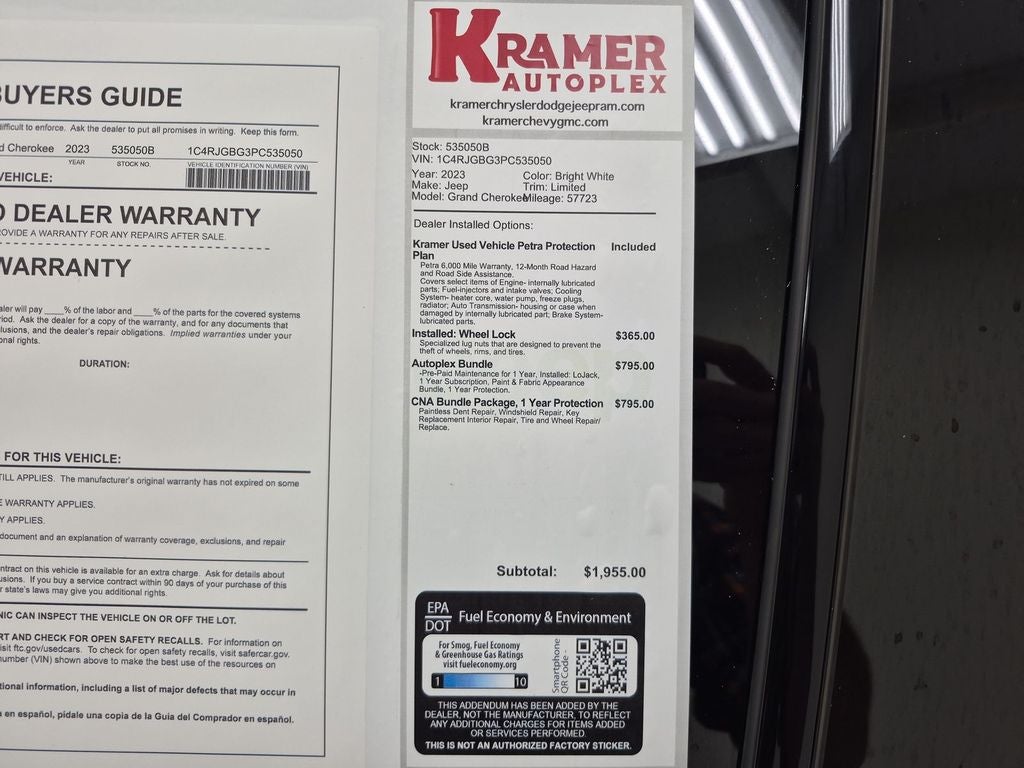 BUYERS GUIDE
difficult to enforce. Ask the dealer to put all promises in writing. Keep this form.
d Cherokee 2023 535050B 1C4RJGBG3PC535050
YEAR STOCK NO. VEHICLE IDENTIFICATION NUMBER (VIN)
VEHICLE:
O DEALER WARRANTY
OVIDE A WARRANTY FOR ANY REPAIRS AFTER SALE.
WARRANTY
aler will pay ____% of the labor and ____% of the parts for the covered systems
riod. Ask the dealer for a copy of the warranty, and for any documents that
lusions, and the dealer's repair obligations. Implied warranties under your
onal rights.
DURATION:
FOR THIS VEHICLE:
TILL APPLIES. The manufacturer's original warranty has not expired on some
E WARRANTY APPLIES.
Y APPLIES.
document and an explanation of warranty coverage, exclusions, and repair
ntract on this vehicle is available for an extra charge. Ask for details about
usions. If you buy a service contract within 90 days of your purchase of this
r state's laws may give you additional rights.
NIC CAN INSPECT THE VEHICLE ON OR OFF THE LOT.
RT AND CHECK FOR OPEN SAFETY RECALLS. For information on
isit ftc.gov/usedcars. To check for open safety recalls, visit safercar.gov.
number (VIN) shown above to make the best use of the resources on
tional information, including a list of major defects that may occur in
a en español, pidale una copia de la Guia del Comprador en español.
KRAMER
AUTOPLEX
kramerchryslerdodgejeepram.com
kramerchevygmc.com
Stock: 535050B
VIN: 1C4RJGBG3PC535050
Year: 2023 Color: Bright White
Make: Jeep Trim: Limited
Model: Grand Cherokee Mileage: 57723
Dealer Installed Options:
Kramer Used Vehicle Petra Protection Included
Plan
Petra 6,000 Mile Warranty, 12-Month Road Hazard
and Road Side Assistance.
Covers select items of Engine- internally lubricated
parts; Fuel-injectors and intake valves; Cooling
System- heater core, water pump, freeze plugs,
radiator; Auto Transmission- housing or case when
damaged by internally lubricated part; Brake System-
lubricated parts.
Installed: Wheel Lock $365.00
Specialized lug nuts that are designed to prevent the
theft of wheels, rims, and tires.
Autoplex Bundle $795.00
-Pre-Paid Maintenance for 1 Year, Installed: LoJack,
1 Year Subscription, Paint & Fabric Appearance
Bundle, 1 Year Protection.
CNA Bundle Package, 1 Year Protection $795.00
Paintless Dent Repair, Windshield Repair, Key
Replacement Interior Repair, Tire and Wheel Repair/
Replace.
Subtotal: $1,955.00
EPA
DOT Fuel Economy & Environment
For Smog, Fuel Economy
& Greenhouse Gas Ratings
visit fueleconomy.org
1 10
Smartphone
QR Code -
THIS ADDENDUM HAS BEEN ADDED BY THE
DEALER, NOT THE MANUFACTURER, TO REFLECT
ANY ADDITIONAL CHARGES FOR ITEMS ADDED
OR SERVICES PERFORMED.
THIS IS NOT AN AUTHORIZED FACTORY STICKER.